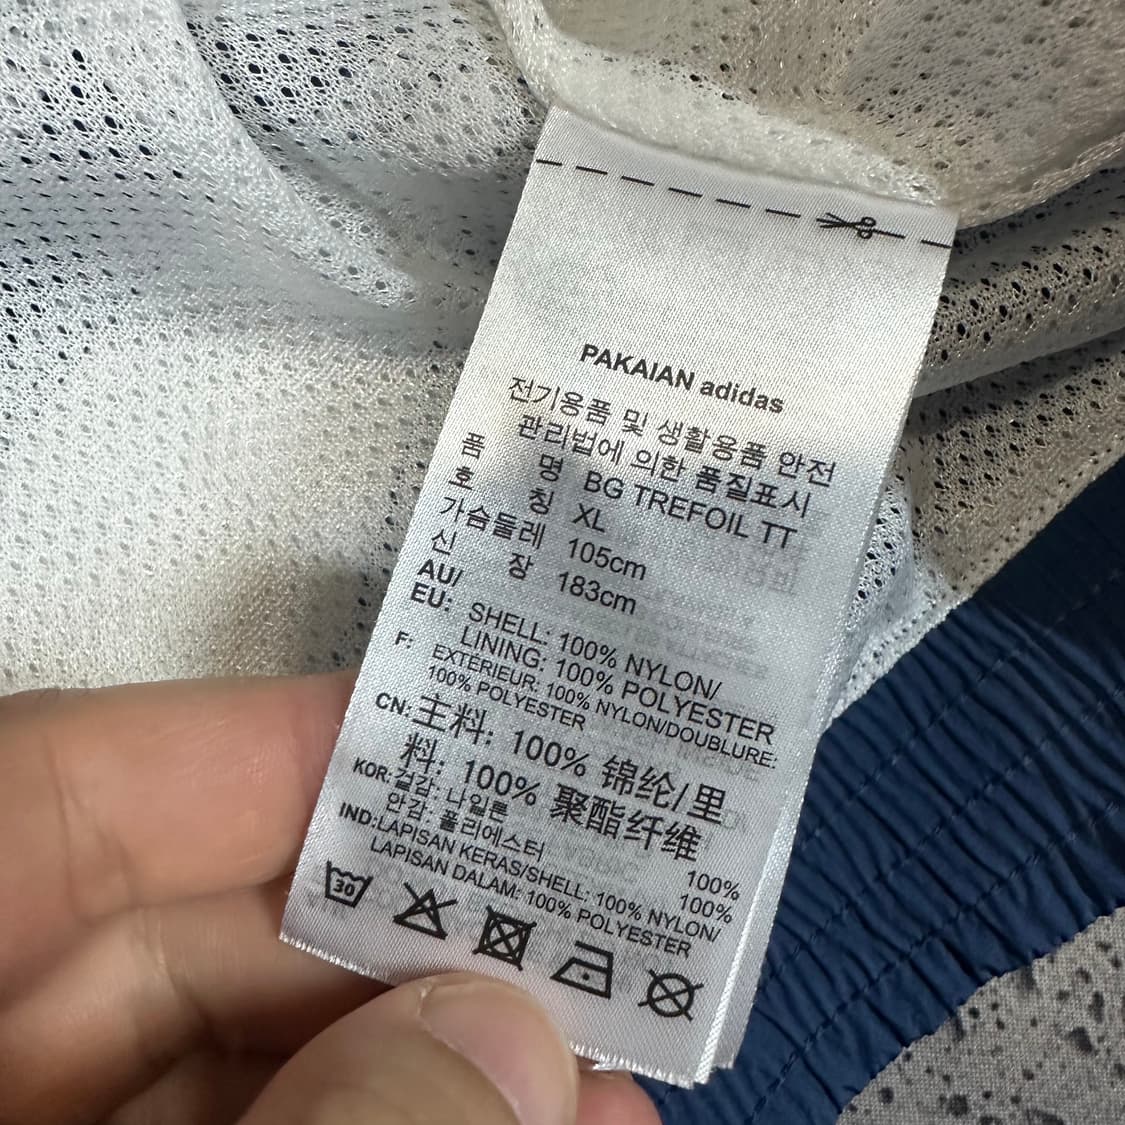 PAKAIAN adidas
전기용품 및 생활용품 안전
관리법에 의한 품질표시
품 명 BG TREFOIL TT
호 칭 XL
가슴둘레 105cm
신 장 183cm
AU/
EU: SHELL: 100% NYLON/
LINING: 100% POLYESTER
F: EXTERIEUR: 100% NYLON/DOUBLURE:
100% POLYESTER
CN: 主料: 100% 锦纶/里
料: 100% 聚酯纤维
KOR: 겉감: 나일론 100%
안감: 폴리에스터 100%
IND: LAPISAN KERAS/SHELL: 100% NYLON/
LAPISAN DALAM: 100% POLYESTER
30